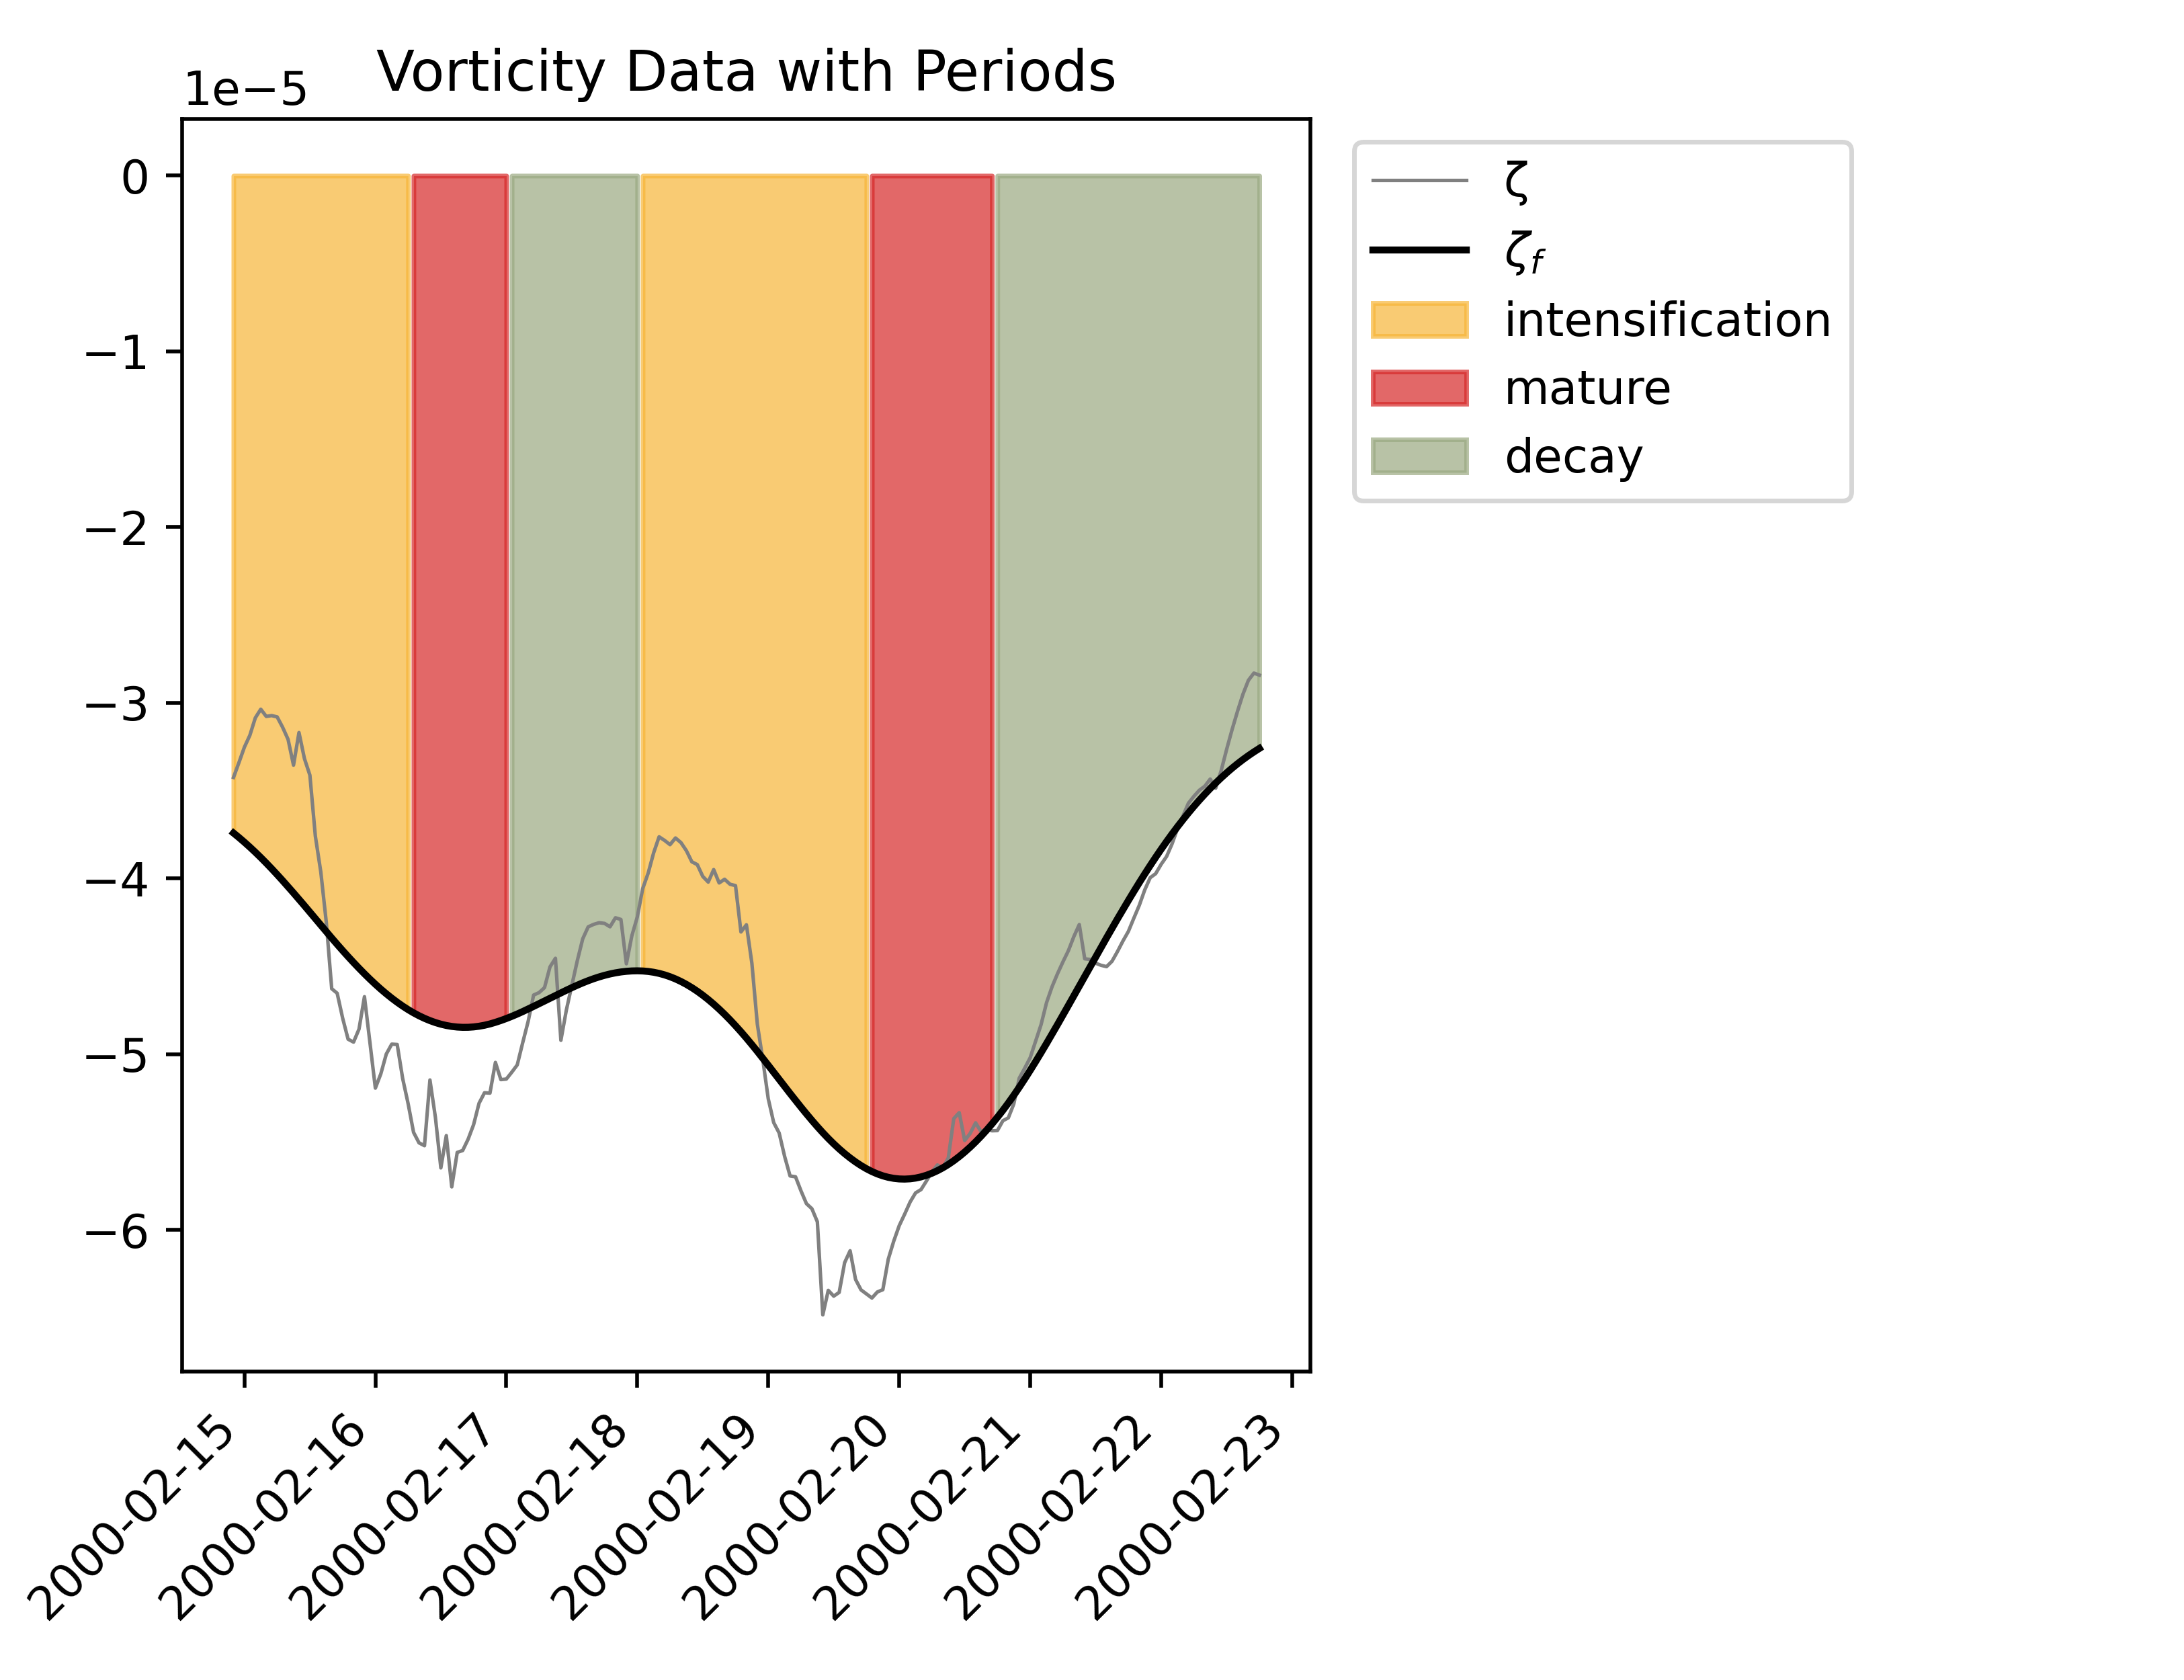 Vorticity Data with Periods
1e−5
0
−1
−2
−3
−4
−5
−6
2000-02-15
2000-02-16
2000-02-17
2000-02-18
2000-02-19
2000-02-20
2000-02-21
2000-02-22
2000-02-23
ζ
ζf
intensification
mature
decay